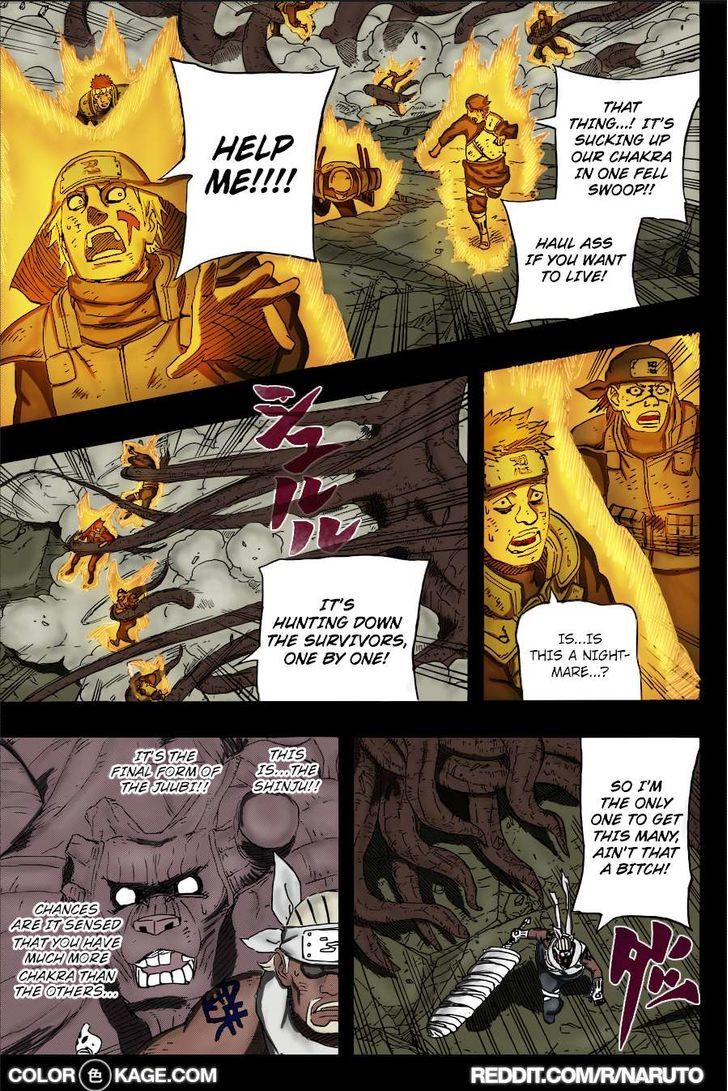 THAT
THING...! IT'S
SUCKING UP
OUR CHAKRA
IN ONE FELL
SWOOP!!
HAUL ASS
IF YOU WANT
TO LIVE!
HELP
ME!!!!
IS...IS
THIS A NIGHT-
MARE...?
シュルルル
IT'S
HUNTING DOWN
THE SURVIVORS,
ONE BY ONE!
SO I'M
THE ONLY
ONE TO GET
THIS MANY,
AIN'T THAT
A BITCH!
ダッ
THIS
IS...THE
SHINJU!!
IT'S THE
FINAL FORM OF
THE JUUBI!!
CHANCES
ARE IT SENSED
THAT YOU HAVE
MUCH MORE
CHAKRA THAN
THE OTHERS...
鉄
COLOR 色 KAGE.COM
REDDIT.COM/R/NARUTO